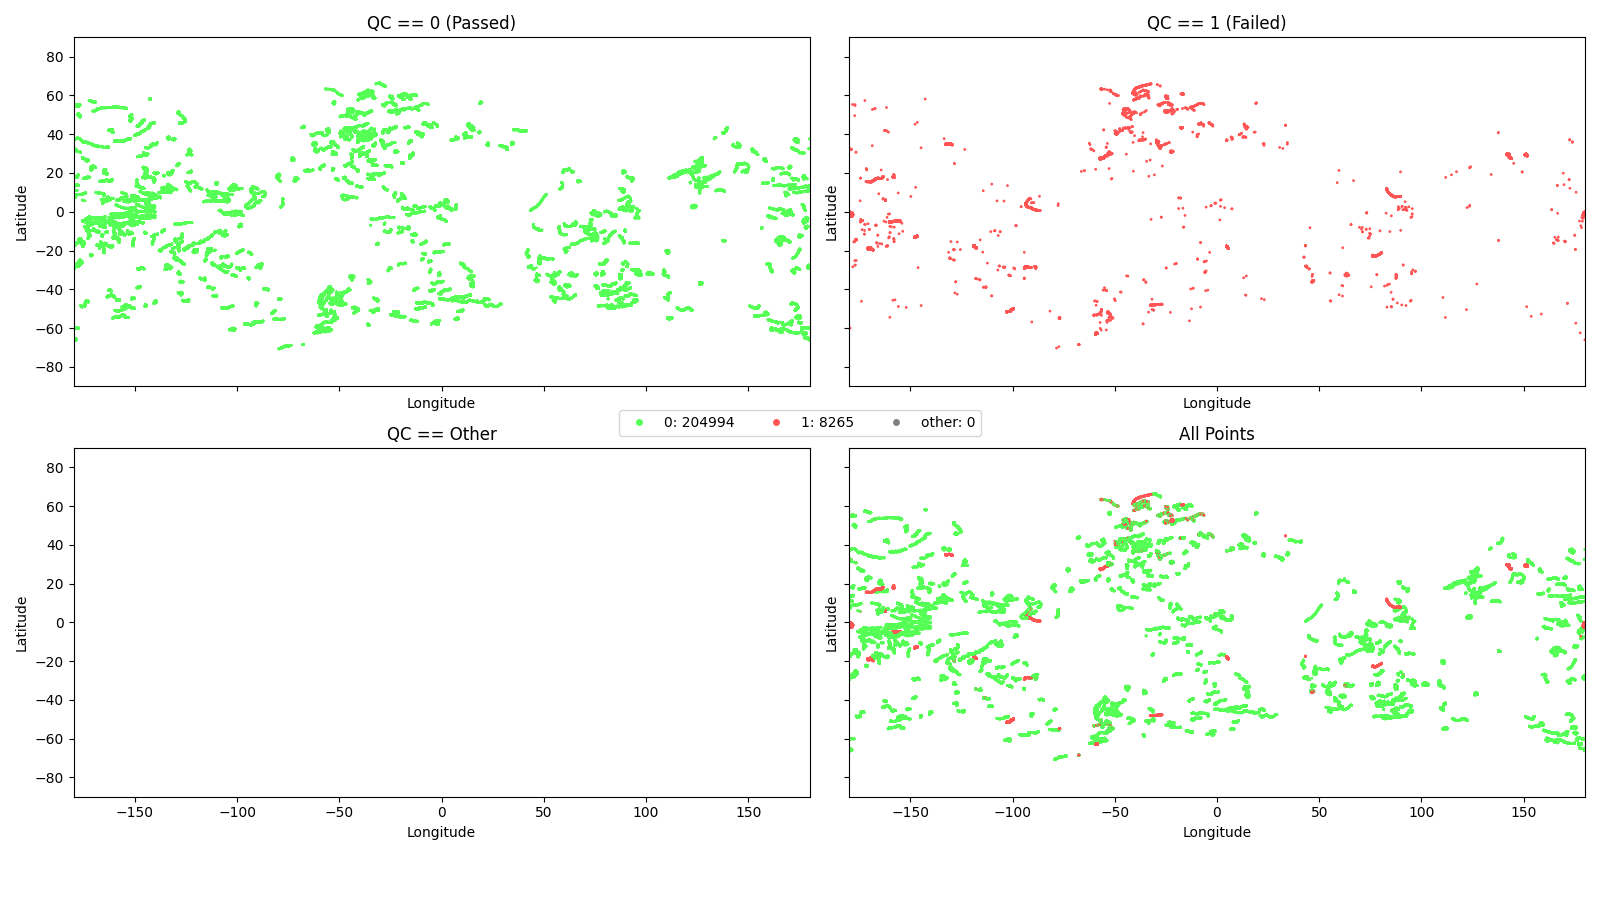 QC == 0 (Passed)
QC == 1 (Failed)
80
60
40
20
0
−20
−40
−60
−80
Latitude
Latitude
Longitude
Longitude
0: 204994
1: 8265
other: 0
QC == Other
All Points
80
60
40
20
0
−20
−40
−60
−80
Latitude
Latitude
−150
−100
−50
0
50
100
150
−150
−100
−50
0
50
100
150
Longitude
Longitude